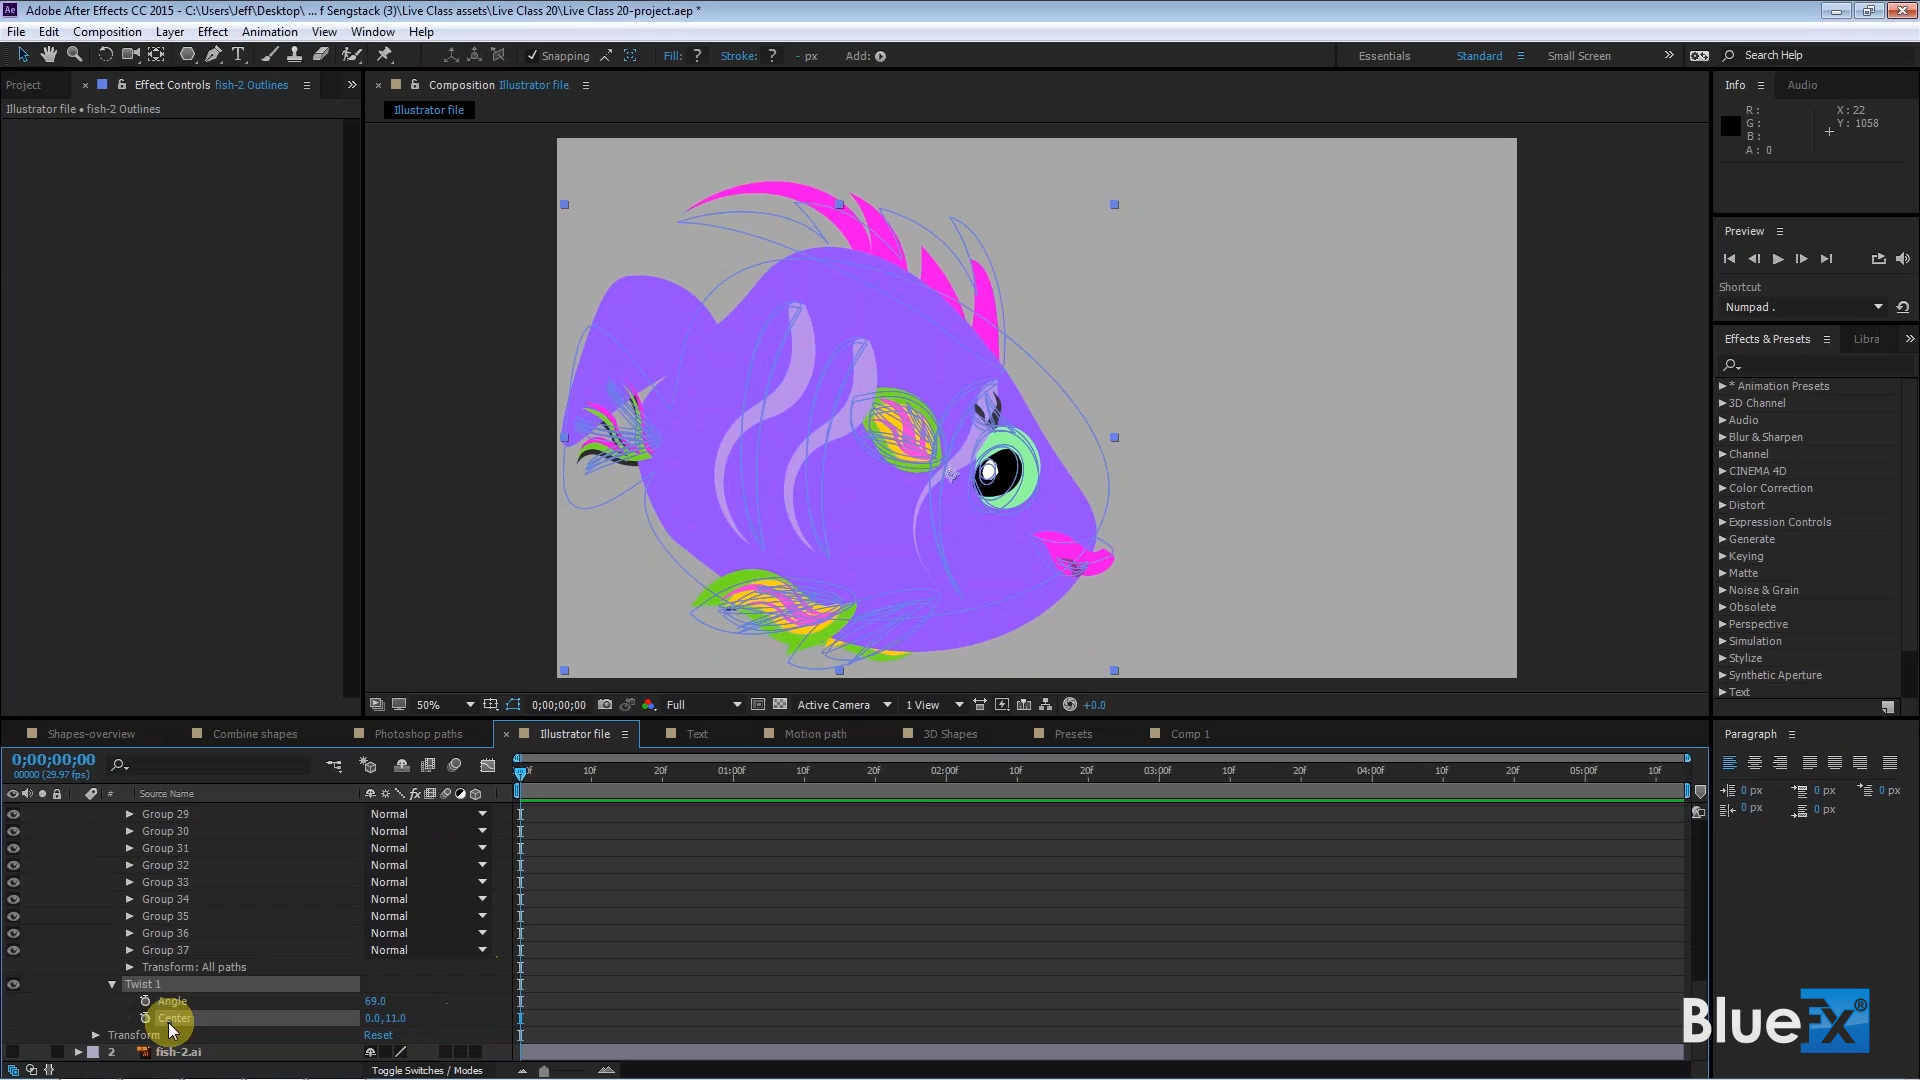 Ae Adobe After Effects CC 2015 - C:\Users\Jeff\Desktop\ ... f Sengstack (3)\Live Class assets\Live Class 20\Live Class 20-project.aep *
File Edit Composition Layer Effect Animation View Window Help
Snapping Fill: ? Stroke: ? - px Add: Essentials Standard Small Screen Search Help
Project Effect Controls fish-2 Outlines Composition Illustrator file Info Audio
Illustrator file • fish-2 Outlines Illustrator file
R: X: 22
G: Y: 1058
B:
A: 0
Preview
Shortcut
Numpad .
Effects & Presets Libra
* Animation Presets
3D Channel
Audio
Blur & Sharpen
Channel
CINEMA 4D
Color Correction
Distort
Expression Controls
Generate
Keying
Matte
Noise & Grain
Obsolete
Perspective
Simulation
Stylize
Synthetic Aperture
Text
50% 0;00;00;00 Full Active Camera 1 View +0.0
Shapes-overview Combine shapes Photoshop paths Illustrator file Text Motion path 3D Shapes Presets Comp 1
Paragraph
0;00;00;00
00000 (29.97 fps)
10f 20f 01:00f 10f 20f 02:00f 10f 20f 03:00f 10f 20f 04:00f 10f 20f 05:00f 10f
# Source Name
0 px 0 px 0 px
0 px 0 px
Group 29 Normal
Group 30 Normal
Group 31 Normal
Group 32 Normal
Group 33 Normal
Group 34 Normal
Group 35 Normal
Group 36 Normal
Group 37 Normal
Transform: All paths
Twist 1
Angle 69.0
Center 0.0,11.0
Transform Reset
2 fish-2.ai
Toggle Switches / Modes
BlueFX®